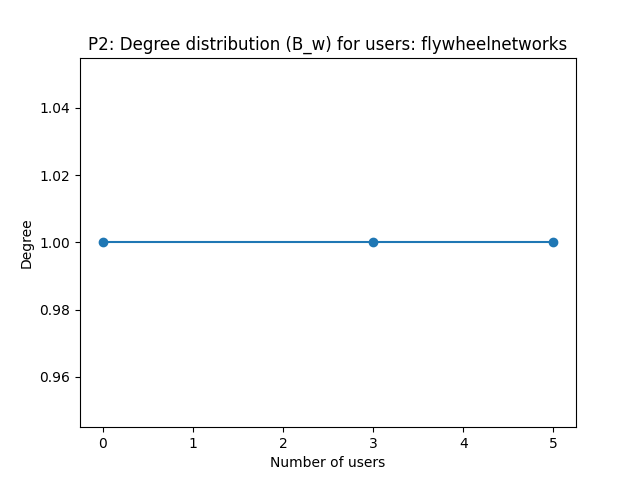 P2: Degree distribution (B_w) for users: flywheelnetworks
1.04
1.02
1.00
0.98
0.96
Degree
0 1 2 3 4 5
Number of users